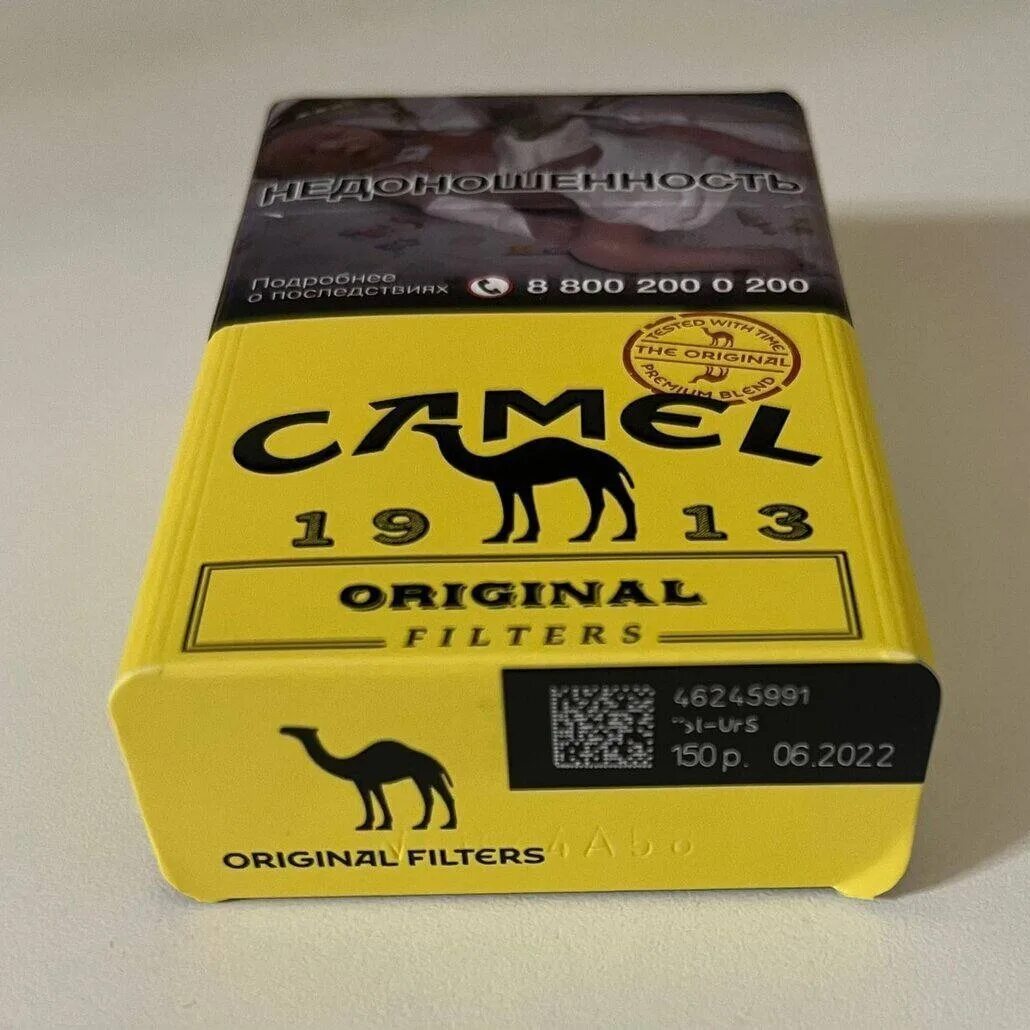 НЕДОНОШЕННОСТЬ
Подробнее
о последствиях
8 800 200 0 200
TESTED WITH TIME
THE ORIGINAL
PREMIUM BLEND
CAMEL
19 13
ORIGINAL
FILTERS
46245991
150р. 06.2022
ORIGINAL FILTERS